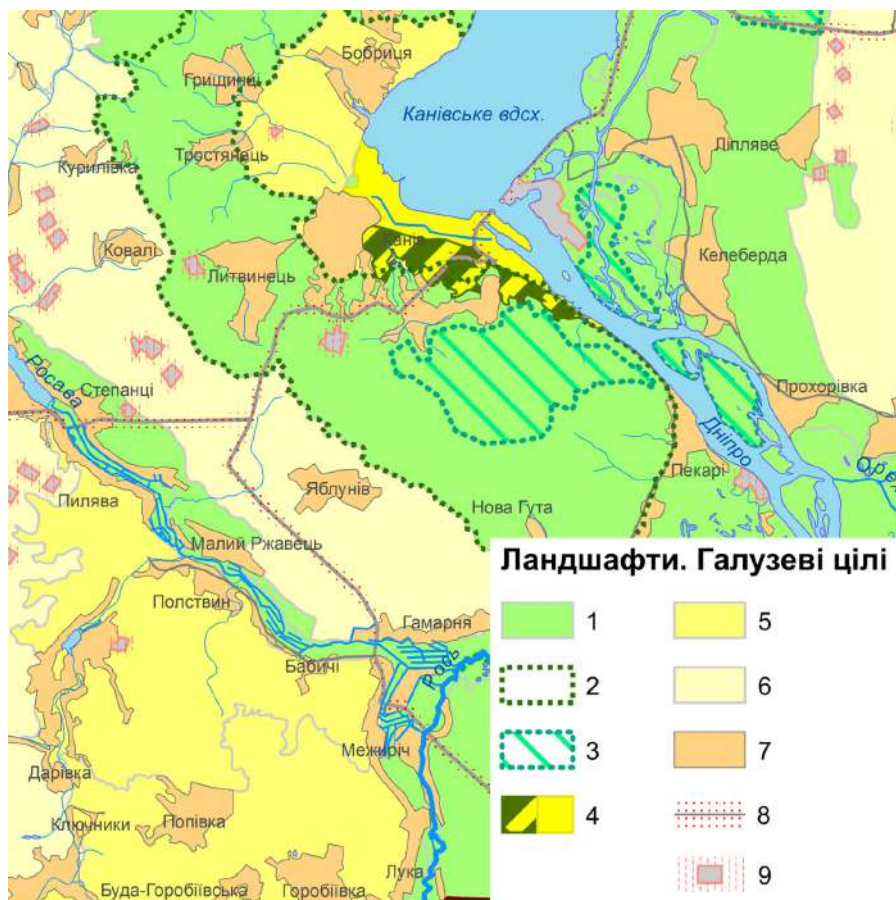 Бобриця
Грищинці
Канівське вдсх.
Ліпляве
Тростянець
Курилівка
Канів
Ковалі
Литвинець
Келеберда
Росава
Степанці
Прохорівка
Дніпро
Пекарі
Пилява
Яблунів
Нова Гута
Малий Ржавець
Полствин
Гамарня
Бабичі
Рось
Межиріч
Дарівка
Ключники
Попівка
Лука
Буда-Горобіївська
Горобіївка
Ландшафти. Галузеві цілі
1
5
2
6
3
7
4
8
9